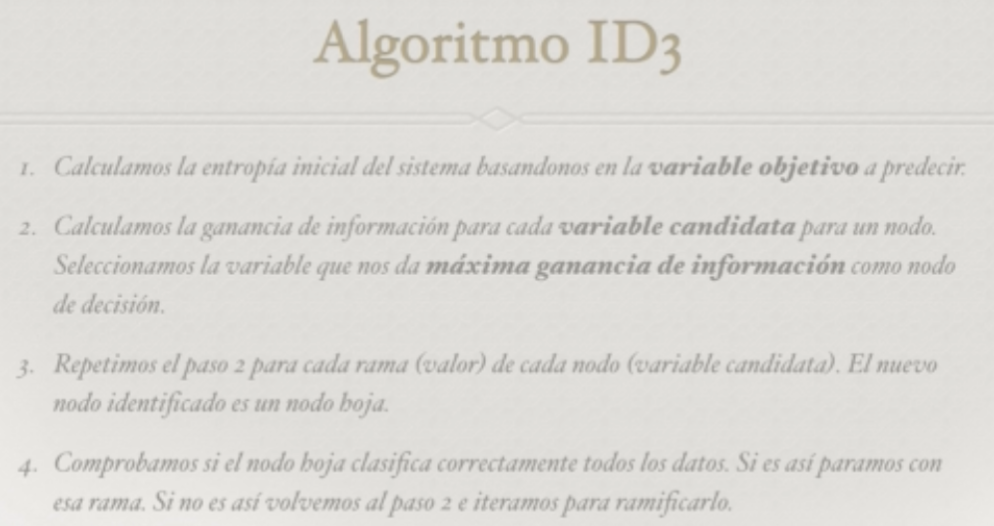 Algoritmo ID3
1. Calculamos la entropía inicial del sistema basandonos en la variable objetivo a predecir.
2. Calculamos la ganancia de información para cada variable candidata para un nodo.
Seleccionamos la variable que nos da máxima ganancia de información como nodo
de decisión.
3. Repetimos el paso 2 para cada rama (valor) de cada nodo (variable candidata). El nuevo
nodo identificado es un nodo hoja.
4. Comprobamos si el nodo hoja clasifica correctamente todos los datos. Si es así paramos con
esa rama. Si no es así volvemos al paso 2 e iteramos para ramificarlo.